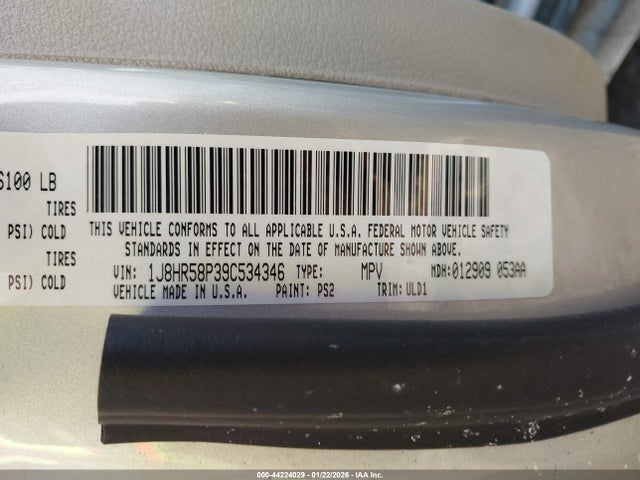 6100 LB
TIRES
PSI) COLD
TIRES
PSI) COLD
THIS VEHICLE CONFORMS TO ALL APPLICABLE U.S.A. FEDERAL MOTOR VEHICLE SAFETY
STANDARDS IN EFFECT ON THE DATE OF MANUFACTURE SHOWN ABOVE.
VIN: 1J8HR58P39C534346 TYPE: MPV MDH:012909 053AA
VEHICLE MADE IN U.S.A. PAINT: PS2 TRIM: ULD1
000-44224029 - 01/22/2026 - IAA Inc.